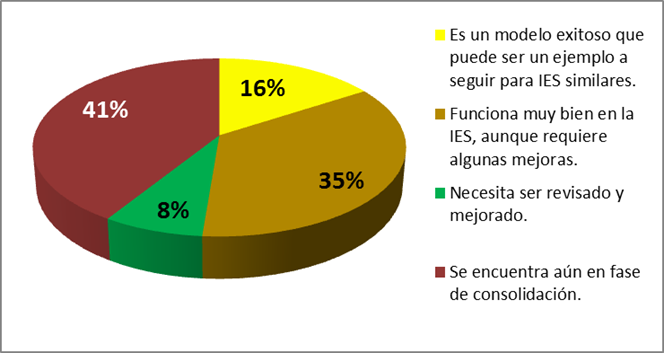 16%
35%
8%
41%
Es un modelo exitoso que
puede ser un ejemplo a
seguir para IES similares.
Funciona muy bien en la
IES, aunque requiere
algunas mejoras.
Necesita ser revisado y
mejorado.
Se encuentra aún en fase
de consolidación.